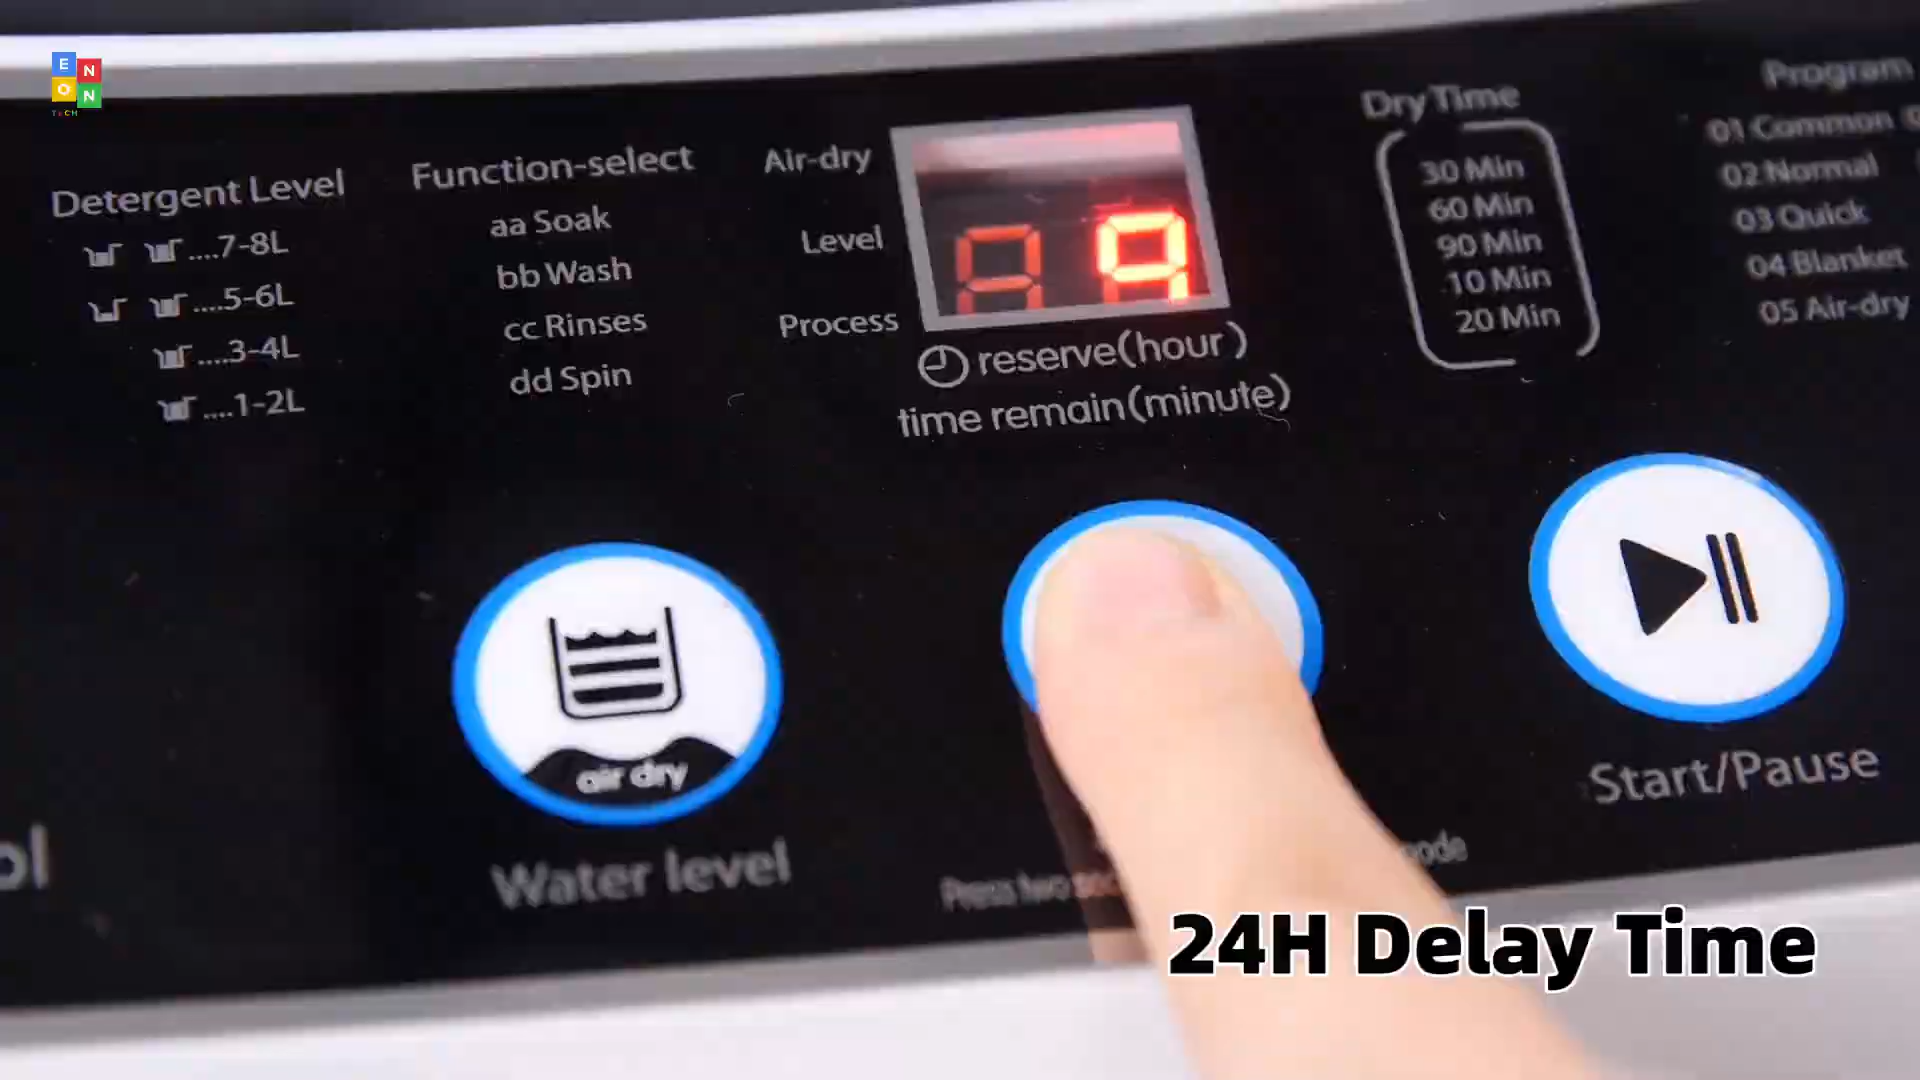 E N
O N
TECH
Detergent Level
....7-8L
....5-6L
....3-4L
....1-2L
Function-select
aa Soak
bb Wash
cc Rinses
dd Spin
Air-dry
Level
Process
9
reserve(hour)
time remain(minute)
Dry Time
30 Min
60 Min
90 Min
10 Min
20 Min
Program
01 Common
02 Normal
03 Quick
04 Blanket
05 Air-dry
air dry
Water level
Press two
Start/Pause
24H Delay Time